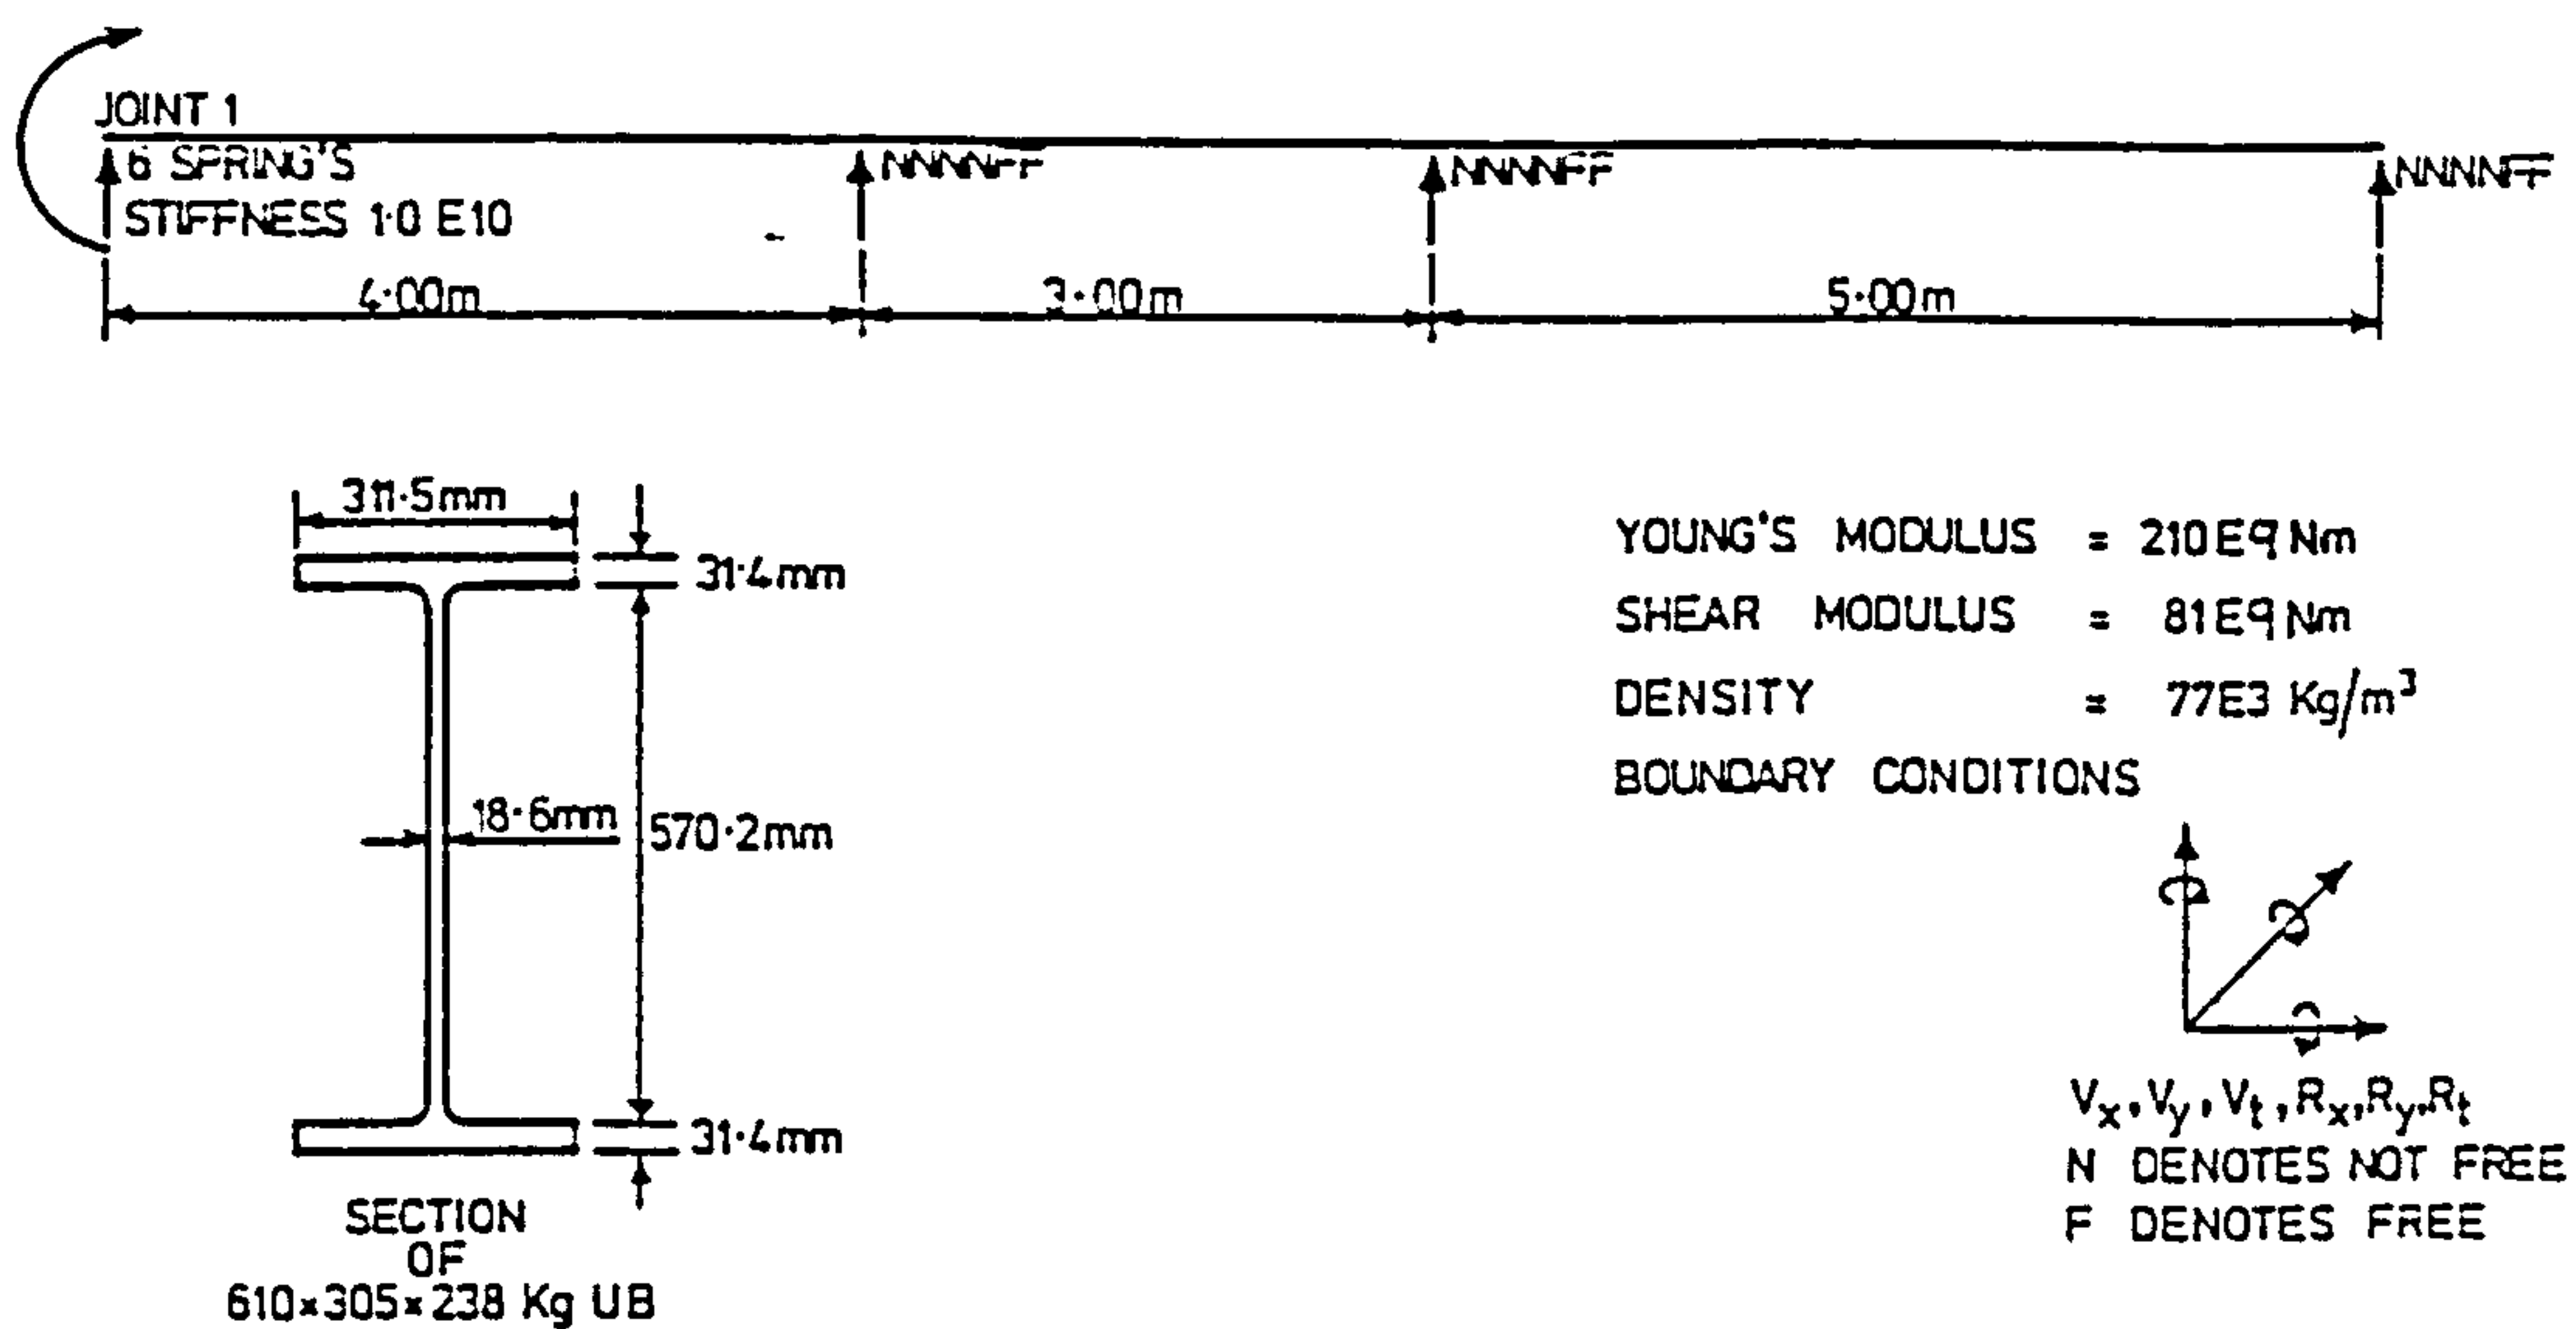 JOINT 1
6 SPRING'S
STIFFNESS 1·0 E10
NNNNFF
NNNNFF
NNNNFF
4·00m
3·00m
5·00m
311·5mm
31·4mm
18·6mm
570·2mm
31·4mm
SECTION
OF
610×305×238 Kg UB
YOUNG'S MODULUS = 210E9 Nm
SHEAR MODULUS = 81E9 Nm
DENSITY = 77E3 Kg/m³
BOUNDARY CONDITIONS
Vx, Vy, Vt, Rx, Ry, Rt
N DENOTES NOT FREE
F DENOTES FREE